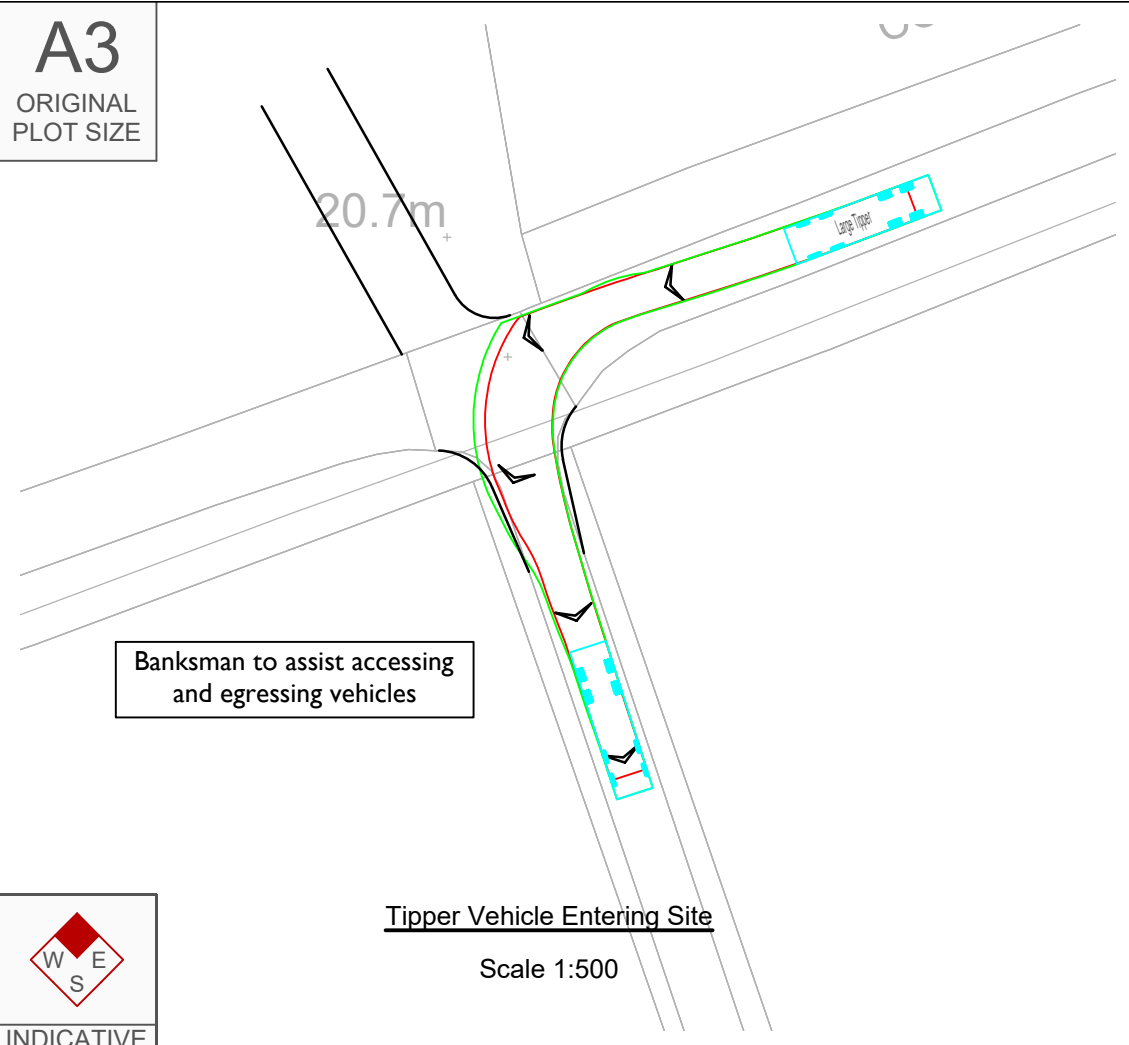 A3
ORIGINAL
PLOT SIZE
20.7m
Large Tipper
Banksman to assist accessing
and egressing vehicles
Tipper Vehicle Entering Site
Scale 1:500
W E
S
INDICATIVE